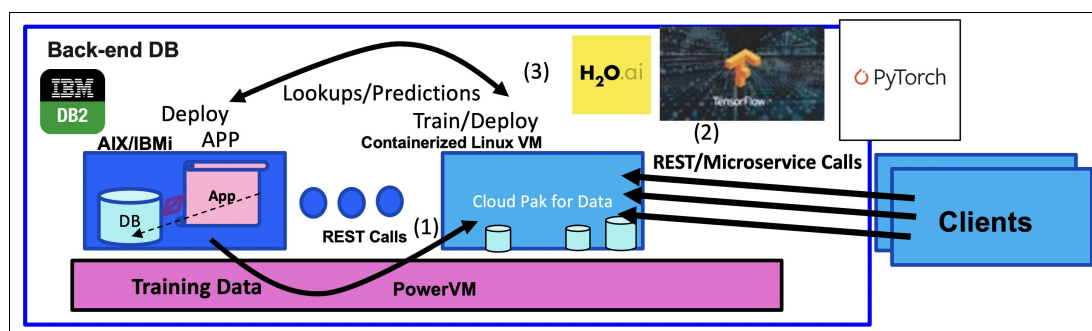 Back-end DB
IBM
DB2
Deploy
APP
AIX/IBMi
DB
App
Lookups/Predictions
(3)
Train/Deploy
Containerized Linux VM
H2O.ai
TensorFlow
PyTorch
(2)
REST/Microservice Calls
Cloud Pak for Data
REST Calls
(1)
Clients
Training Data
PowerVM